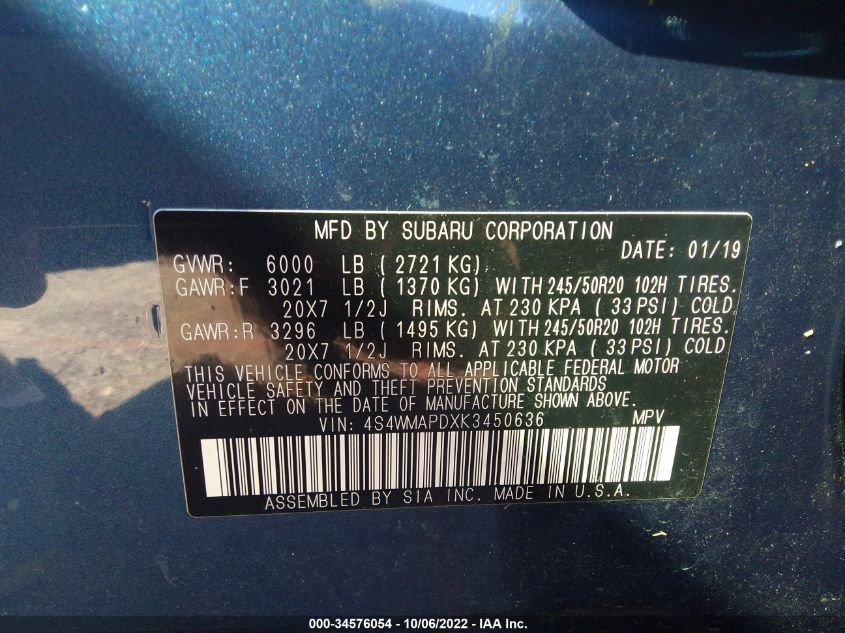 MFD BY SUBARU CORPORATION
DATE: 01/19
GVWR: 6000 LB ( 2721 KG)
GAWR:F 3021 LB ( 1370 KG) WITH 245/50R20 102H TIRES.
20X7 1/2J RIMS. AT 230 KPA ( 33 PSI) COLD
GAWR:R 3296 LB ( 1495 KG) WITH 245/50R20 102H TIRES.
20X7 1/2J RIMS. AT 230 KPA ( 33 PSI) COLD
THIS VEHICLE CONFORMS TO ALL APPLICABLE FEDERAL MOTOR
VEHICLE SAFETY AND THEFT PREVENTION STANDARDS
IN EFFECT ON THE DATE OF MANUFACTURE SHOWN ABOVE.
VIN: 4S4WMAPDXK3450636 MPV
ASSEMBLED BY SIA INC. MADE IN U.S.A.
000-34576054 - 10/06/2022 - IAA Inc.